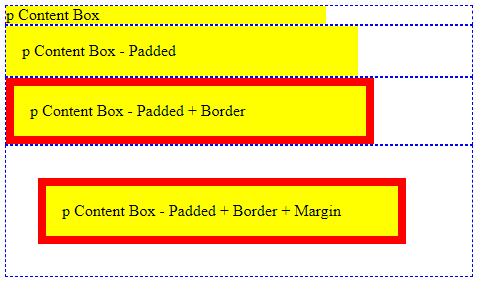 p Content Box
p Content Box - Padded
p Content Box - Padded + Border
p Content Box - Padded + Border + Margin